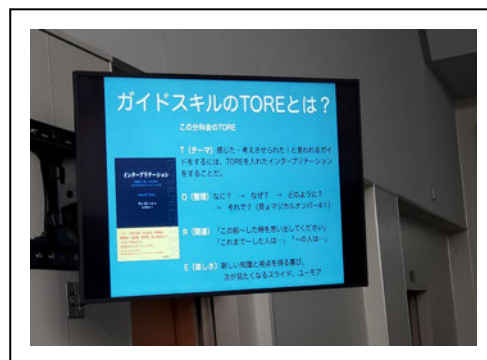 ガイドスキルのTOREとは？
この分科会のTORE
T（テーマ）感じた・考えさせられた！と言われるガイ
ドをするには、TOREを入れたインタープリテーション
をすることだ。
インタープリテーション
O（整理）なに？ → なぜ？ → どのように？
→ それで？（見よマジカルナンバー4！）
R（関連）「この前〜した時を思い出してください」
「これまで〜した人は…」「〜の人は…」
E（楽しさ）新しい知識と視点を得る喜び、
次が見たくなるスライド、ユーモア